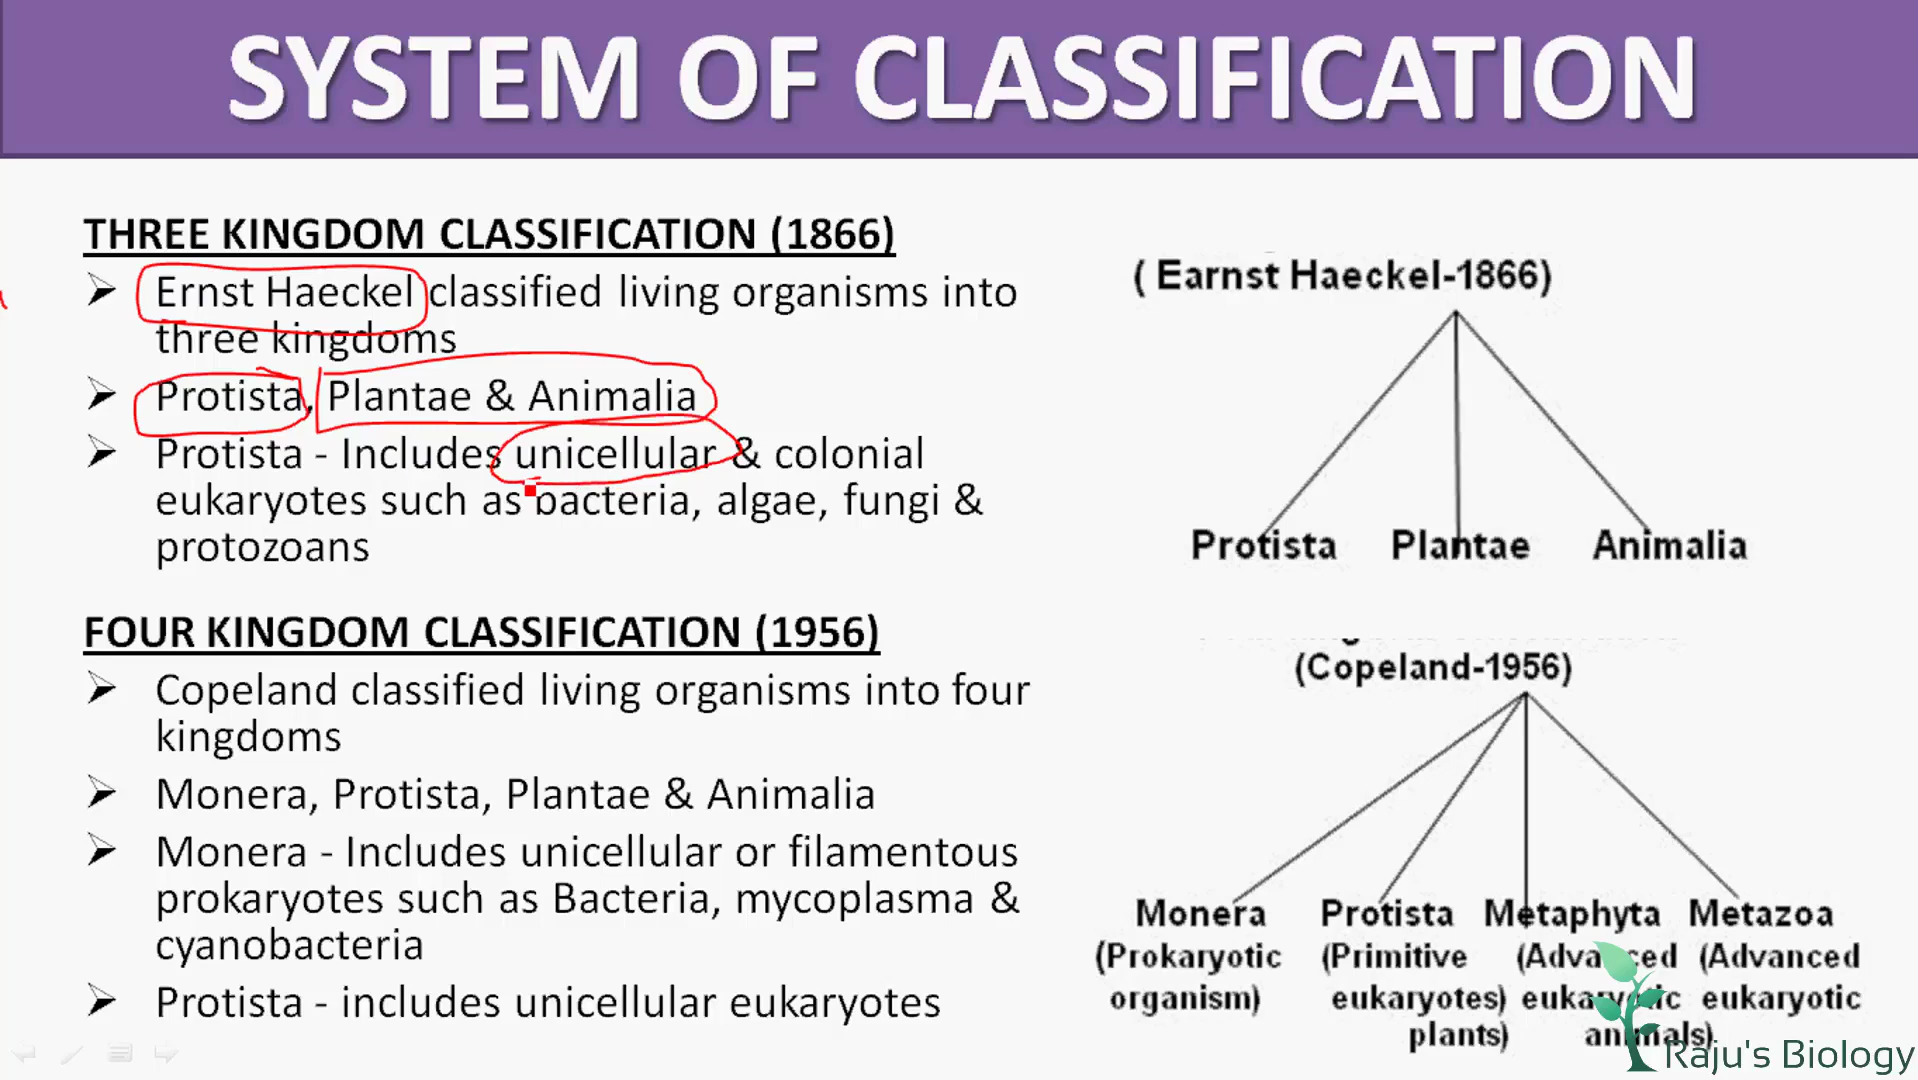 SYSTEM OF CLASSIFICATION
THREE KINGDOM CLASSIFICATION (1866)
Ernst Haeckel classified living organisms into
three kingdoms
Protista, Plantae & Animalia
Protista - Includes unicellular & colonial
eukaryotes such as bacteria, algae, fungi &
protozoans
FOUR KINGDOM CLASSIFICATION (1956)
Copeland classified living organisms into four
kingdoms
Monera, Protista, Plantae & Animalia
Monera - Includes unicellular or filamentous
prokaryotes such as Bacteria, mycoplasma &
cyanobacteria
Protista - includes unicellular eukaryotes
( Earnst Haeckel-1866)
Protista Plantae Animalia
(Copeland-1956)
Monera Protista Metaphyta Metazoa
(Prokaryotic (Primitive (Advanced (Advanced
organism) eukaryotes) eukaryotic eukaryotic
plants) animals)
Raju's Biology